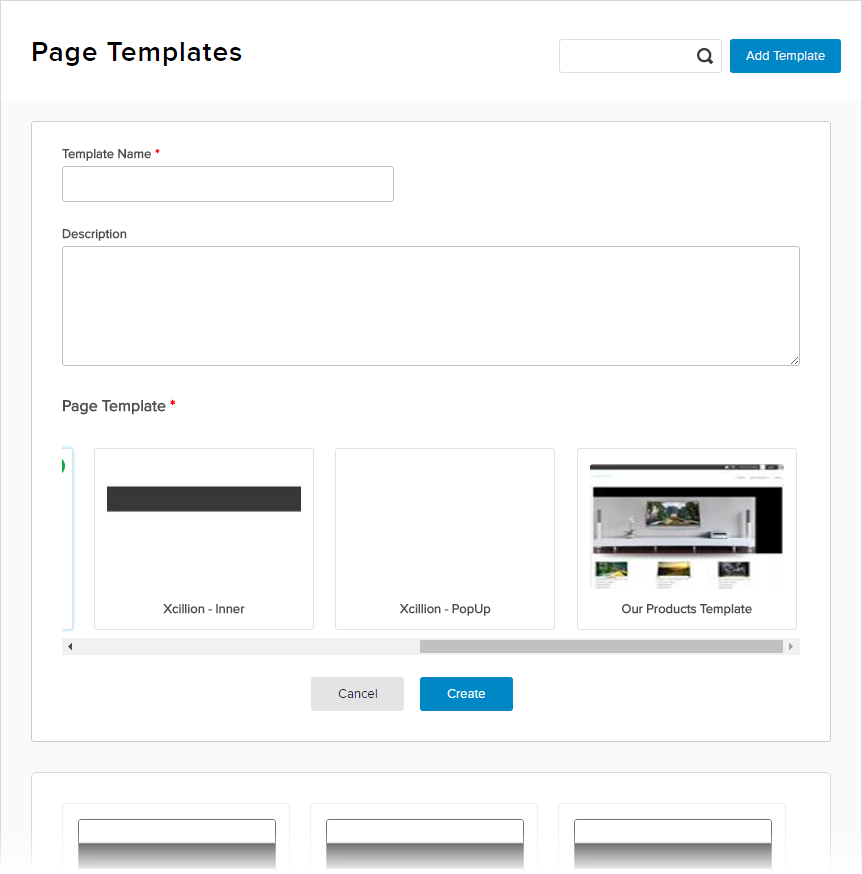 Page Templates
Add Template
Template Name *
Description
Page Template *
Xcillion - Inner
Xcillion - PopUp
Our Products Template
Cancel
Create